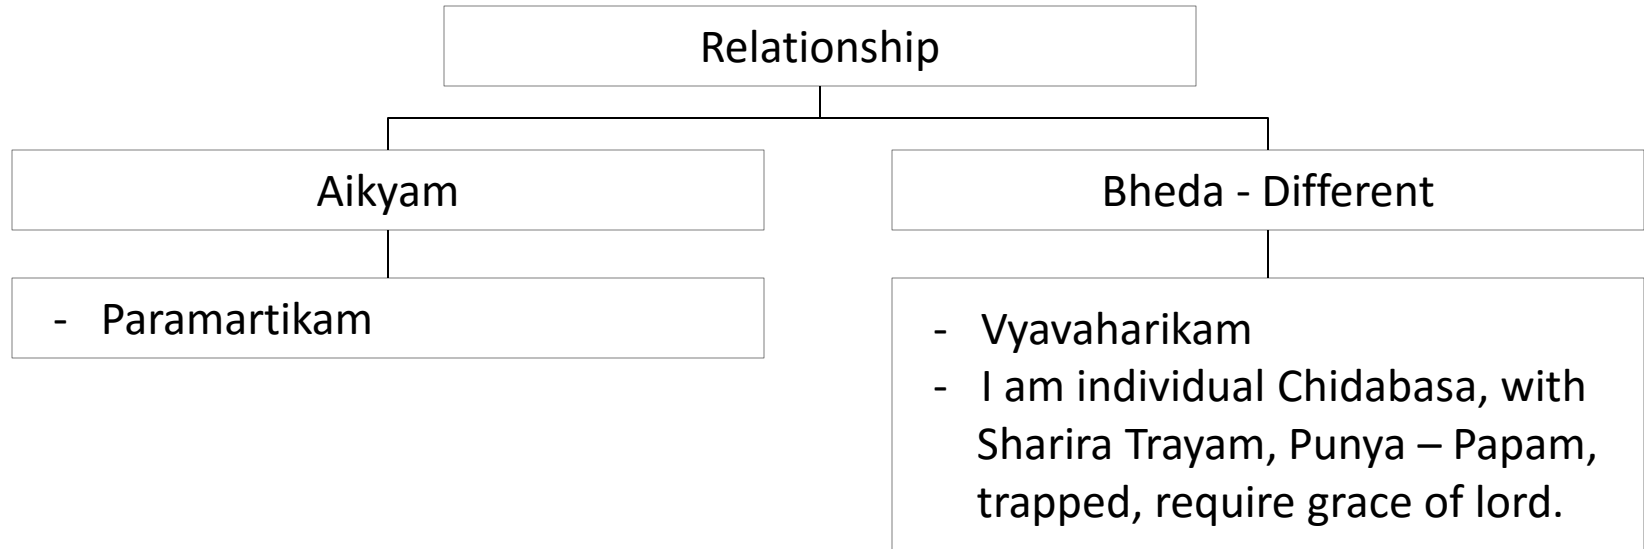 Relationship
Aikyam
Bheda - Different
- Paramartikam
- Vyavaharikam
- I am individual Chidabasa, with
Sharira Trayam, Punya – Papam,
trapped, require grace of lord.